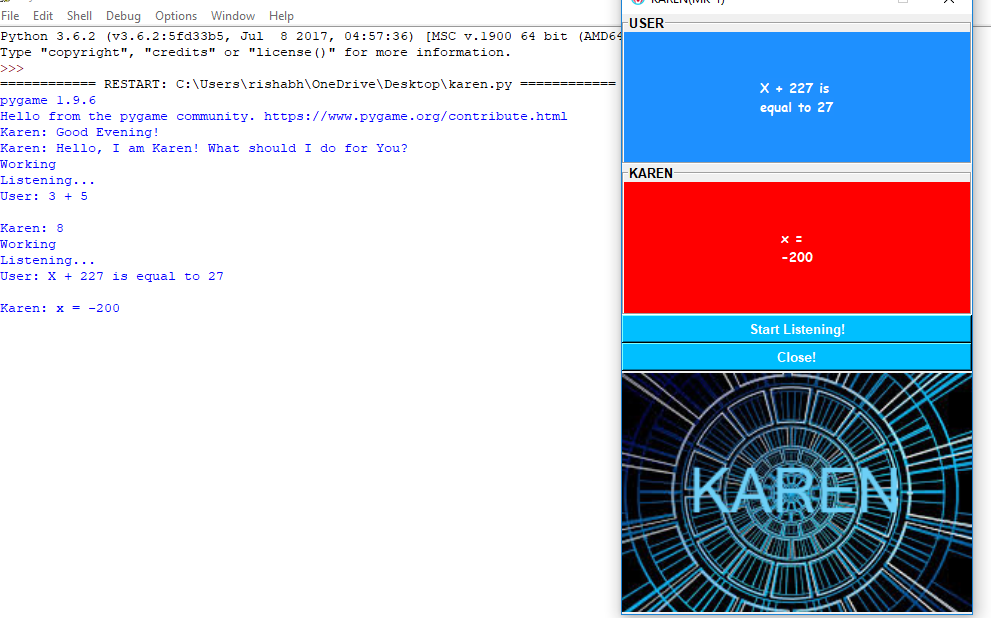 File Edit Shell Debug Options Window Help
Python 3.6.2 (v3.6.2:5fd33b5, Jul 8 2017, 04:57:36) [MSC v.1900 64 bit (AMD64
Type "copyright", "credits" or "license()" for more information.
>>>
============ RESTART: C:\Users\rishabh\OneDrive\Desktop\karen.py ============
pygame 1.9.6
Hello from the pygame community. https://www.pygame.org/contribute.html
Karen: Good Evening!
Karen: Hello, I am Karen! What should I do for You?
Working
Listening...
User: 3 + 5
Karen: 8
Working
Listening...
User: X + 227 is equal to 27
Karen: x = -200
USER
X + 227 is
equal to 27
KAREN
x =
-200
Start Listening!
Close!
KAREN